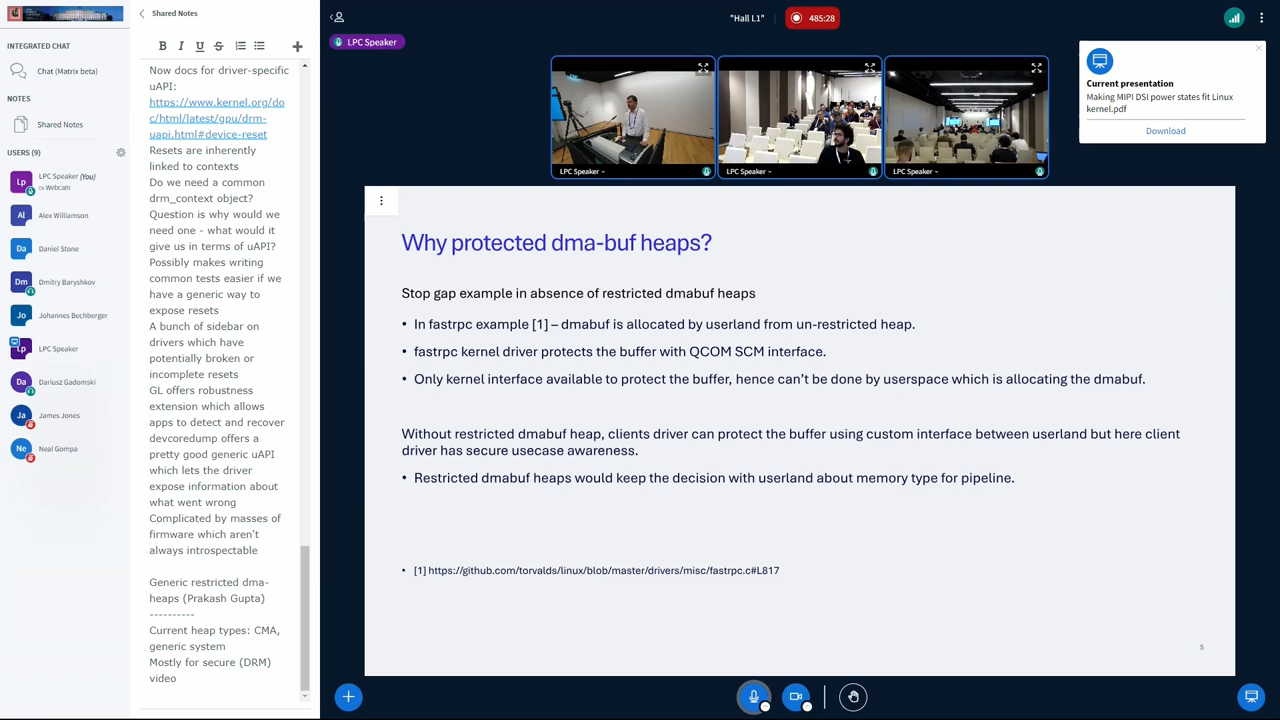 INTEGRATED CHAT
Chat (Matrix beta)
NOTES
Shared Notes
USERS (9)
Lp
LPC Speaker (You)
Webcam
Al
Alex Williamson
Da
Daniel Stone
Dm
Dmitry Baryshkov
Jo
Johannes Bechberger
Lp
LPC Speaker
Da
Dariusz Gadomski
Ja
James Jones
Ne
Neal Gompa
Shared Notes
B I U S
Now docs for driver-specific
uAPI:
https://www.kernel.org/do
c/html/latest/gpu/drm-
uapi.html#device-reset
Resets are inherently
linked to contexts
Do we need a common
drm_context object?
Question is why would we
need one - what would it
give us in terms of uAPI?
Possibly makes writing
common tests easier if we
have a generic way to
expose resets
A bunch of sidebar on
drivers which have
potentially broken or
incomplete resets
GL offers robustness
extension which allows
apps to detect and recover
devcoredump offers a
pretty good generic uAPI
which lets the driver
expose information about
what went wrong
Complicated by masses of
firmware which aren't
always introspectable
Generic restricted dma-
heaps (Prakash Gupta)
----------
Current heap types: CMA,
generic system
Mostly for secure (DRM)
video
"Hall L1"
485:28
LPC Speaker
LPC Speaker
LPC Speaker
LPC Speaker
Current presentation
Making MIPI DSI power states fit Linux
kernel.pdf
Download
Why protected dma-buf heaps?
Stop gap example in absence of restricted dmabuf heaps
• In fastrpc example [1] – dmabuf is allocated by userland from un-restricted heap.
• fastrpc kernel driver protects the buffer with QCOM SCM interface.
• Only kernel interface available to protect the buffer, hence can't be done by userspace which is allocating the dmabuf.
Without restricted dmabuf heap, clients driver can protect the buffer using custom interface between userland but here client
driver has secure usecase awareness.
• Restricted dmabuf heaps would keep the decision with userland about memory type for pipeline.
• [1] https://github.com/torvalds/linux/blob/master/drivers/misc/fastrpc.c#L817
5